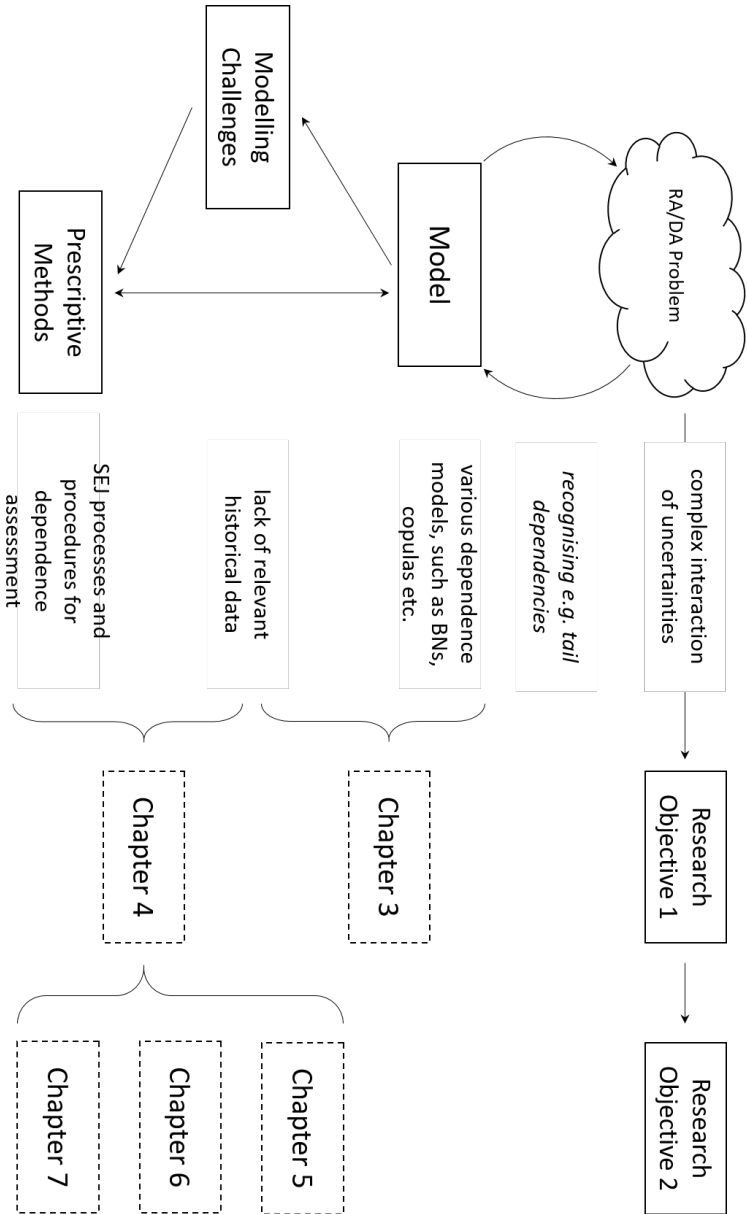 RA/DA Problem
complex interaction
of uncertainties
Research
Objective 1
Research
Objective 2
recognising e.g. tail
dependencies
Model
various dependence
models, such as BNs,
copulas etc.
Chapter 3
Modelling
Challenges
lack of relevant
historical data
Chapter 5
Chapter 4
Chapter 6
Prescriptive
Methods
SEJ processes and
procedures for
dependence
assessment
Chapter 7